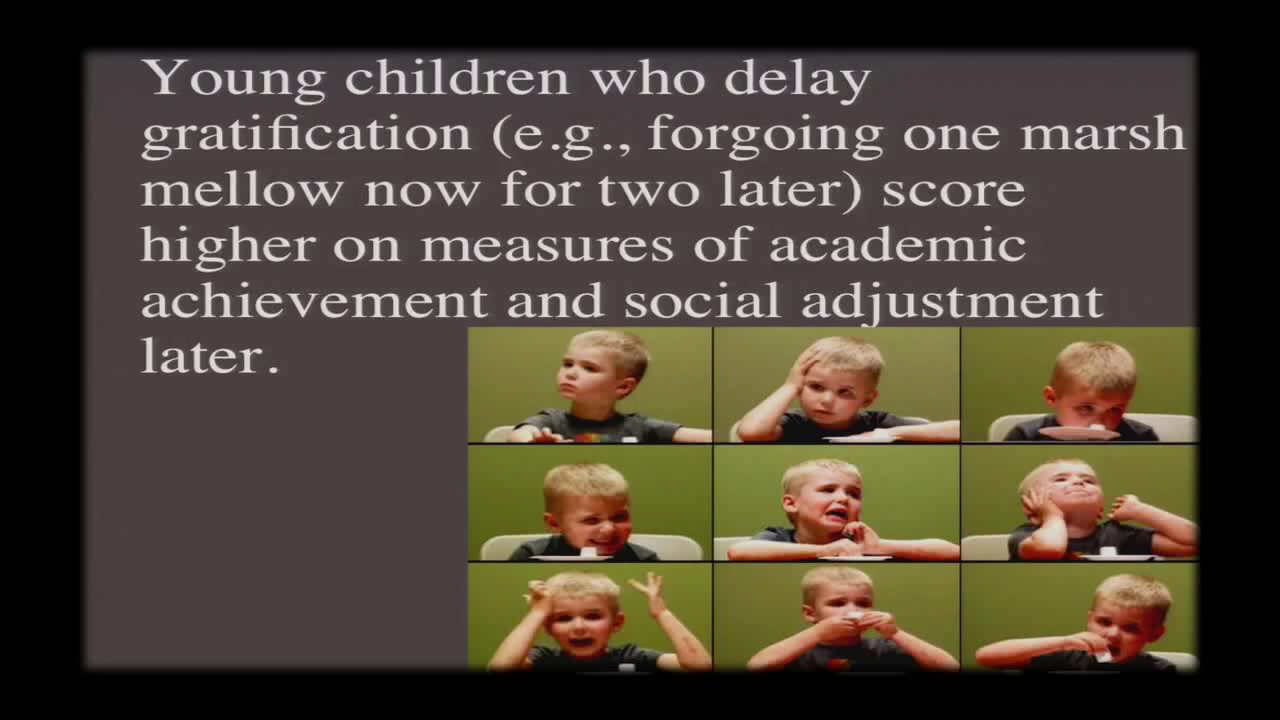 Young children who delay
gratification (e.g., forgoing one marsh
mellow now for two later) score
higher on measures of academic
achievement and social adjustment
later.